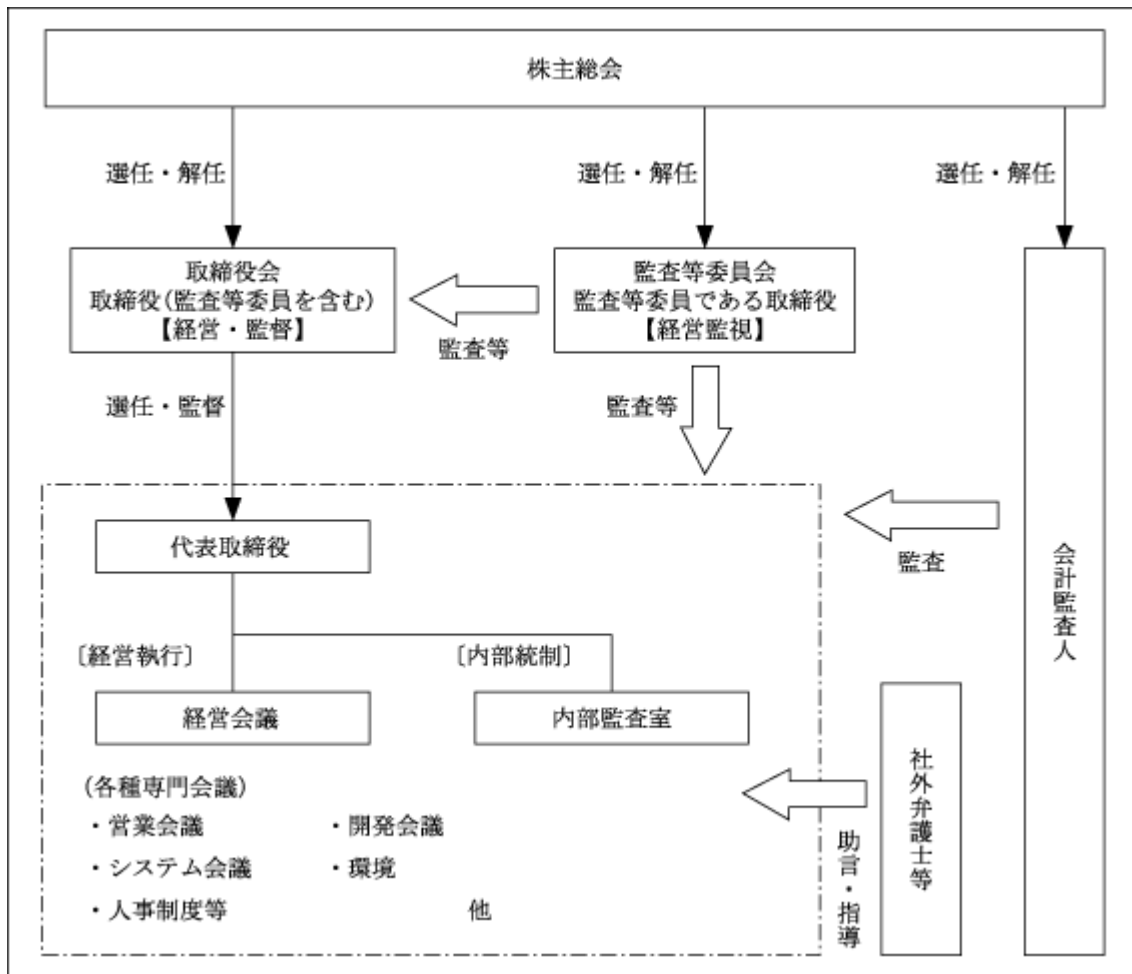 株主総会
選任・解任
選任・解任
選任・解任
取締役会
取締役(監査等委員を含む)
【経営・監督】
監査等委員会
監査等委員である取締役
【経営監視】
監査等
選任・監督
監査等
代表取締役
監査
会計監査人
〔経営執行〕
〔内部統制〕
経営会議
内部監査室
社外弁護士等
助言・指導
(各種専門会議)
・営業会議
・開発会議
・システム会議
・環境
・人事制度等
他